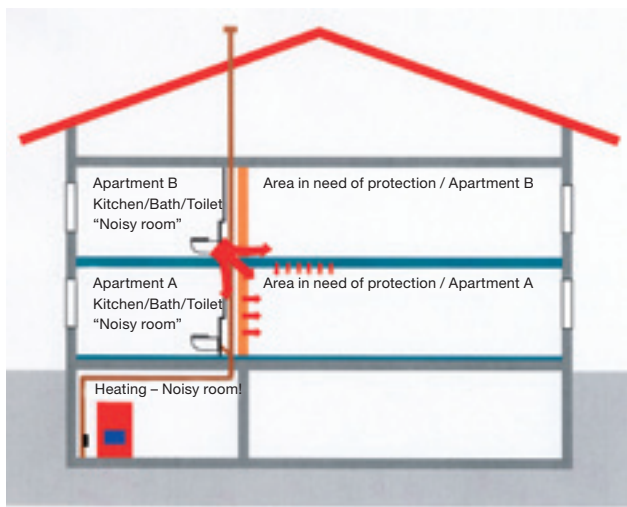 Apartment B
Kitchen/Bath/Toilet
“Noisy room”
Area in need of protection / Apartment B
Apartment A
Kitchen/Bath/Toilet
“Noisy room”
Area in need of protection / Apartment A
Heating – Noisy room!